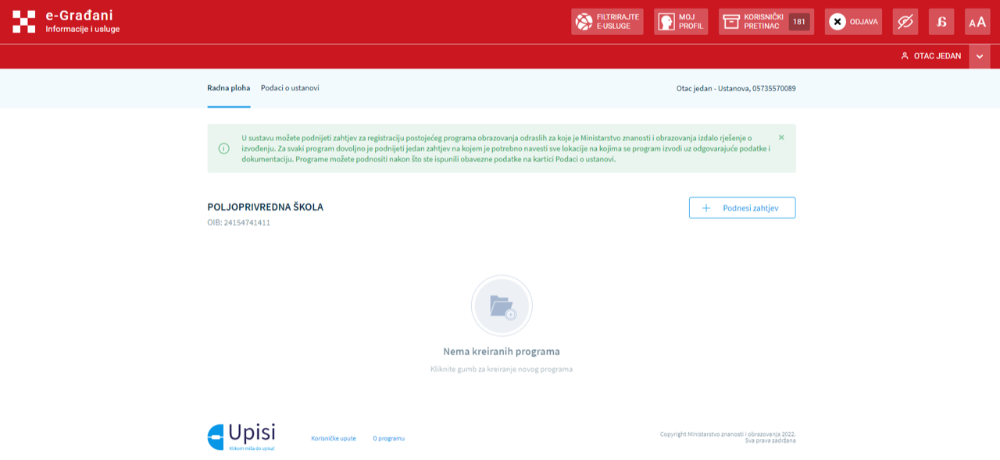 e-Građani
Informacije i usluge
FILTRIRAJTE
E-USLUGE
MOJ
PROFIL
KORISNIČKI
PRETINAC
181
ODJAVA
AA
OTAC JEDAN
Radna ploha
Podaci o ustanovi
Otac jedan - Ustanova, 05735570089
U sustavu možete podnijeti zahtjev za registraciju postojećeg programa obrazovanja odraslih za koje je Ministarstvo znanosti i obrazovanja izdalo rješenje o
izvođenju. Za svaki program dovoljno je podnijeti jedan zahtjev na kojem je potrebno navesti sve lokacije na kojima se program izvodi uz odgovarajuće podatke i
dokumentaciju. Programe možete podnositi nakon što ste ispunili obavezne podatke na kartici Podaci o ustanovi.
POLJOPRIVREDNA ŠKOLA
Podnesi zahtjev
OIB: 24154741411
Nema kreiranih programa
Kliknite gumb za kreiranje novog programa
Upisi
Klikom miša do upisa!
Korisničke upute
O programu
Copyright Ministarstvo znanosti i obrazovanja 2022.
Sva prava zadržana